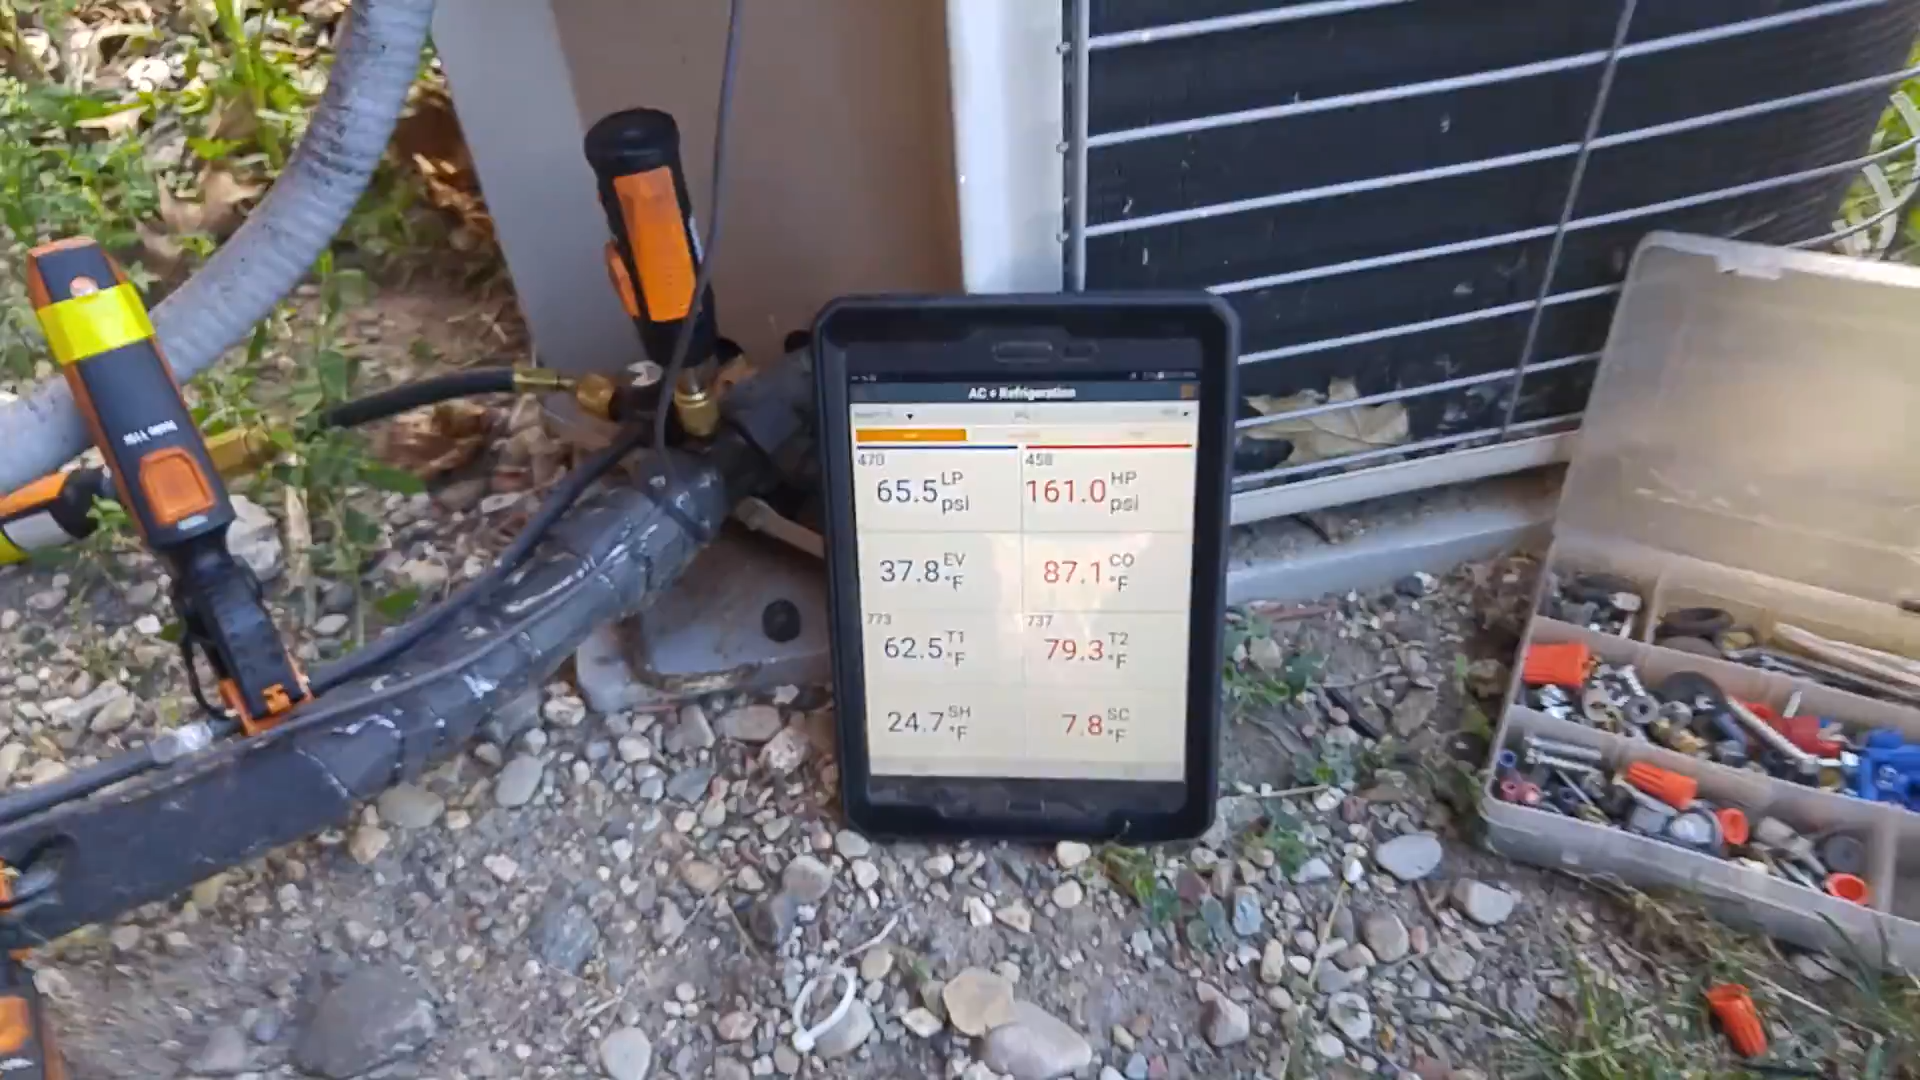 AC + Refrigeration
470
458
65.5 LP psi
161.0 HP psi
37.8 EV °F
87.1 CO °F
773
737
62.5 T1 °F
79.3 T2 °F
24.7 SH °F
7.8 SC °F